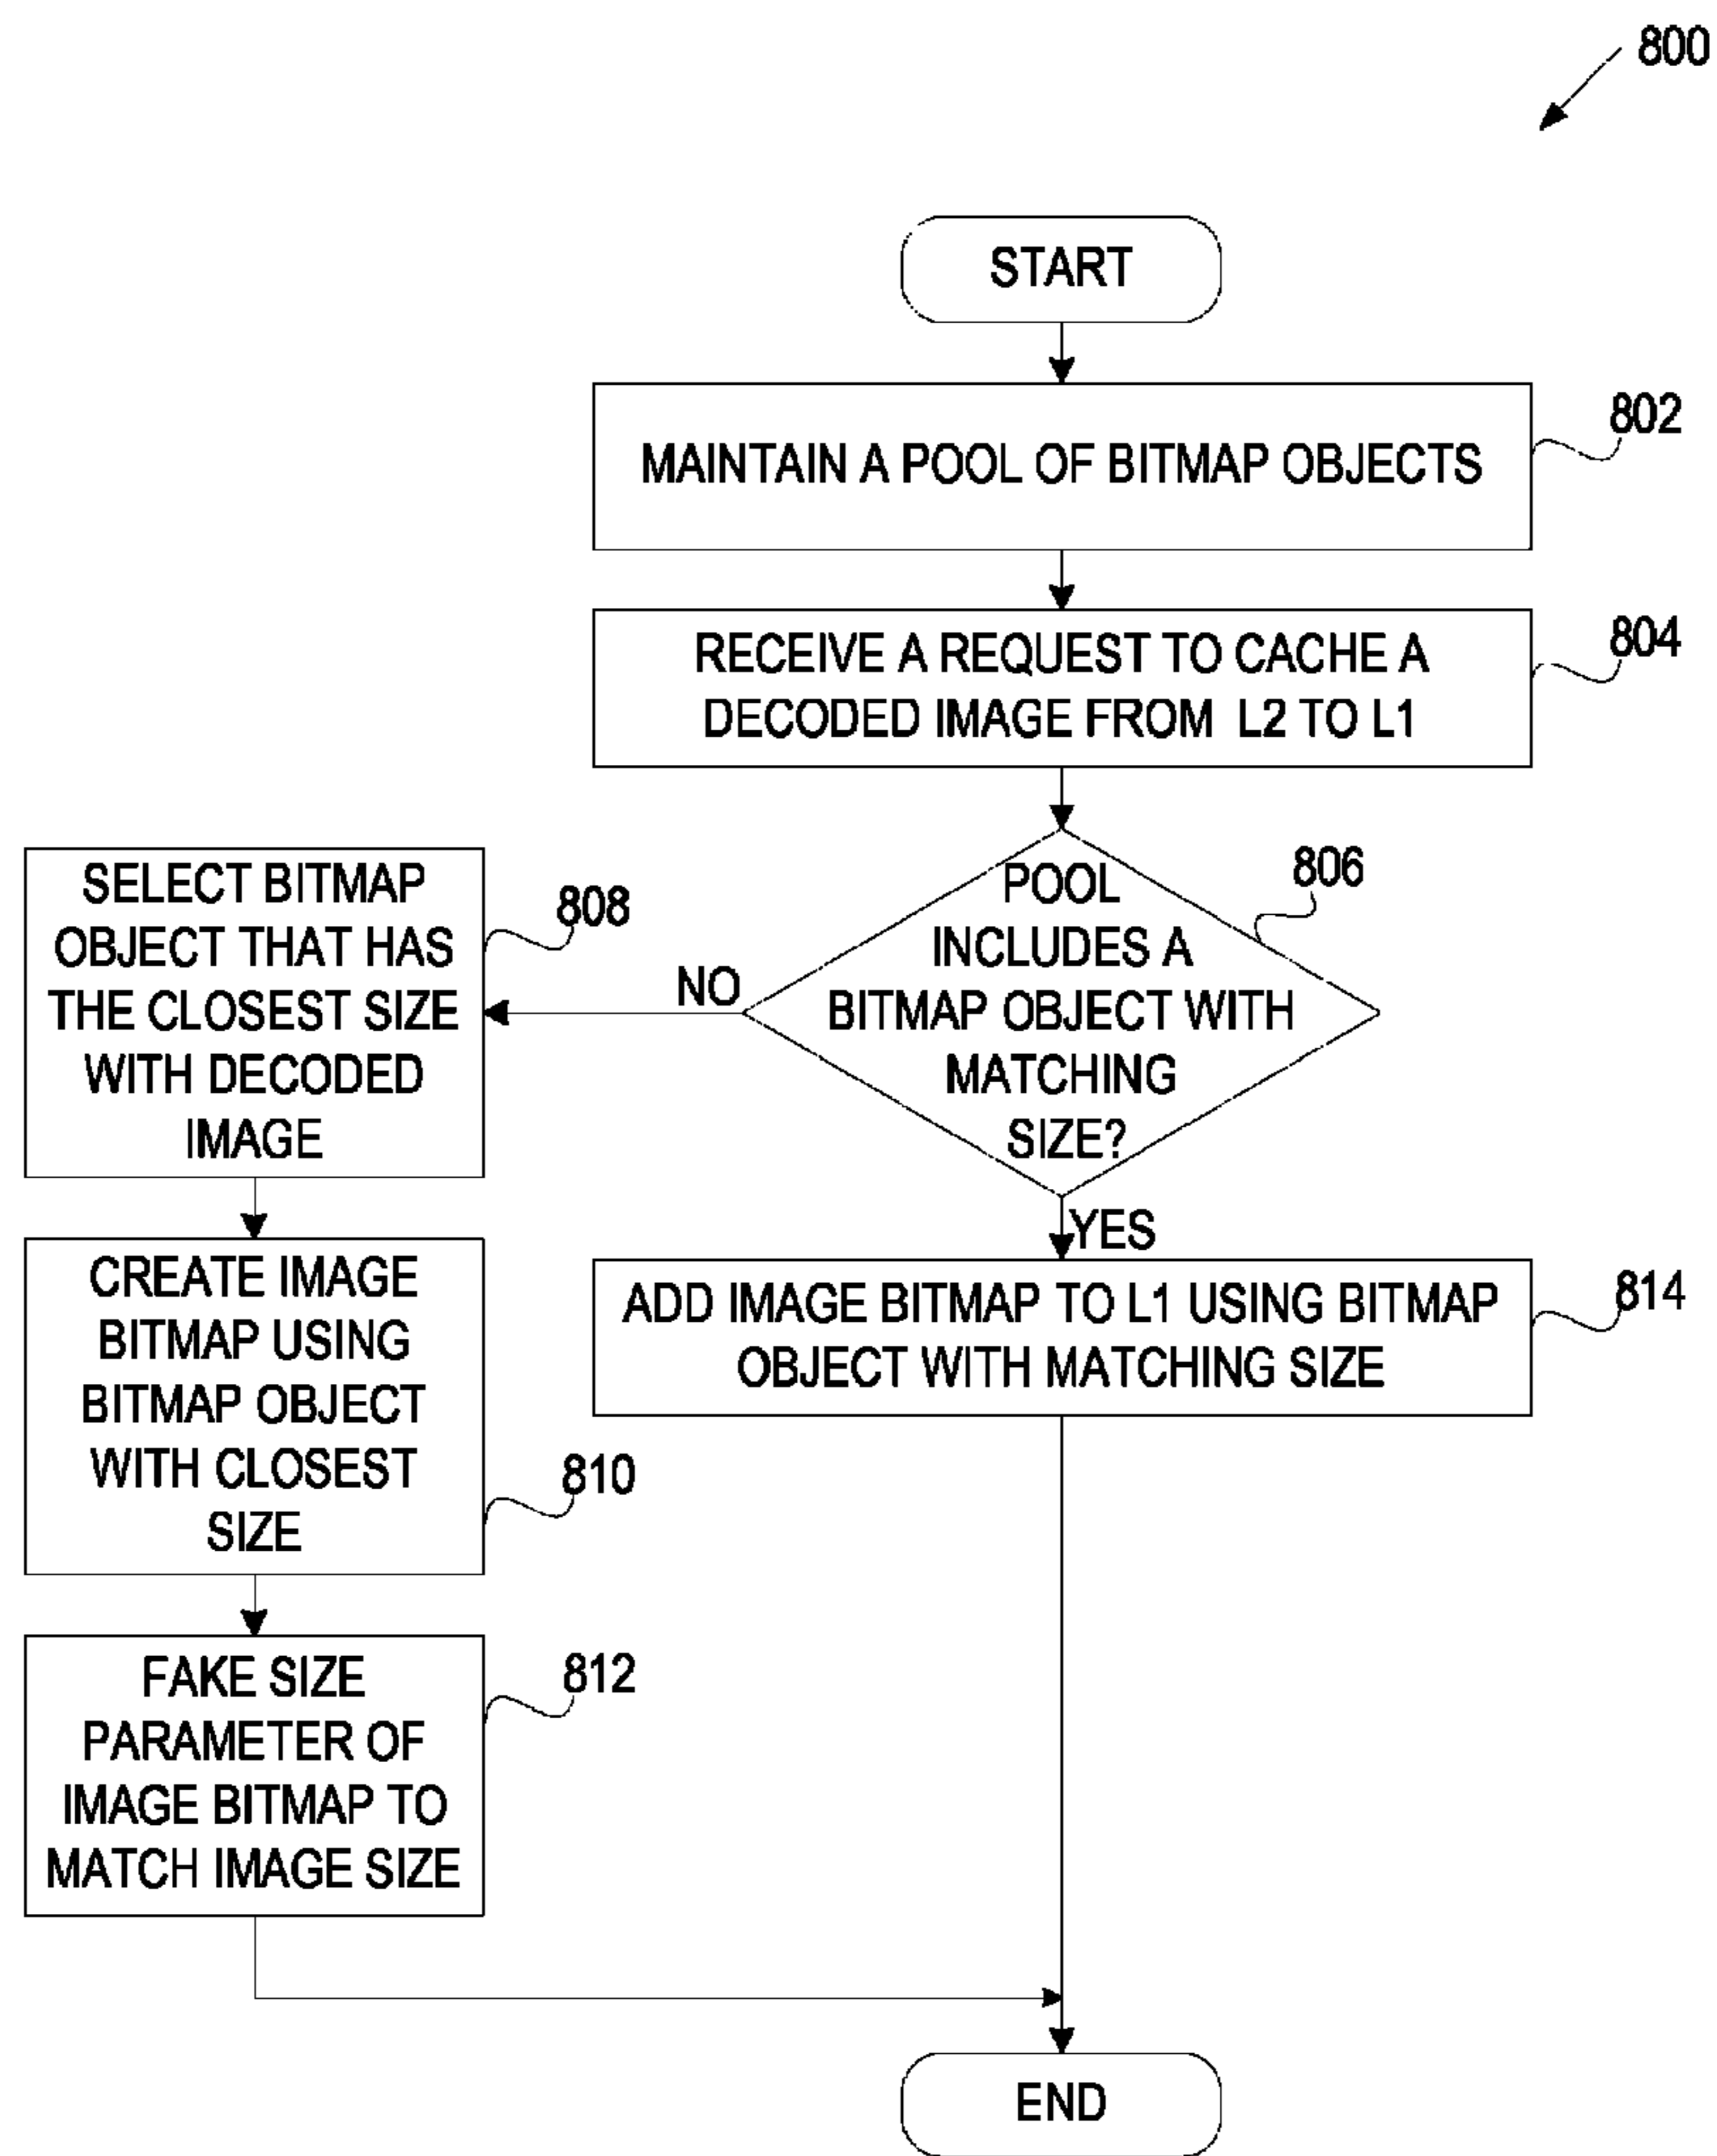 800
START
MAINTAIN A POOL OF BITMAP OBJECTS
802
RECEIVE A REQUEST TO CACHE A
DECODED IMAGE FROM L2 TO L1
804
POOL
INCLUDES A
BITMAP OBJECT WITH
MATCHING
SIZE?
806
NO
SELECT BITMAP
OBJECT THAT HAS
THE CLOSEST SIZE
WITH DECODED
IMAGE
808
CREATE IMAGE
BITMAP USING
BITMAP OBJECT
WITH CLOSEST
SIZE
810
FAKE SIZE
PARAMETER OF
IMAGE BITMAP TO
MATCH IMAGE SIZE
812
YES
ADD IMAGE BITMAP TO L1 USING BITMAP
OBJECT WITH MATCHING SIZE
814
END